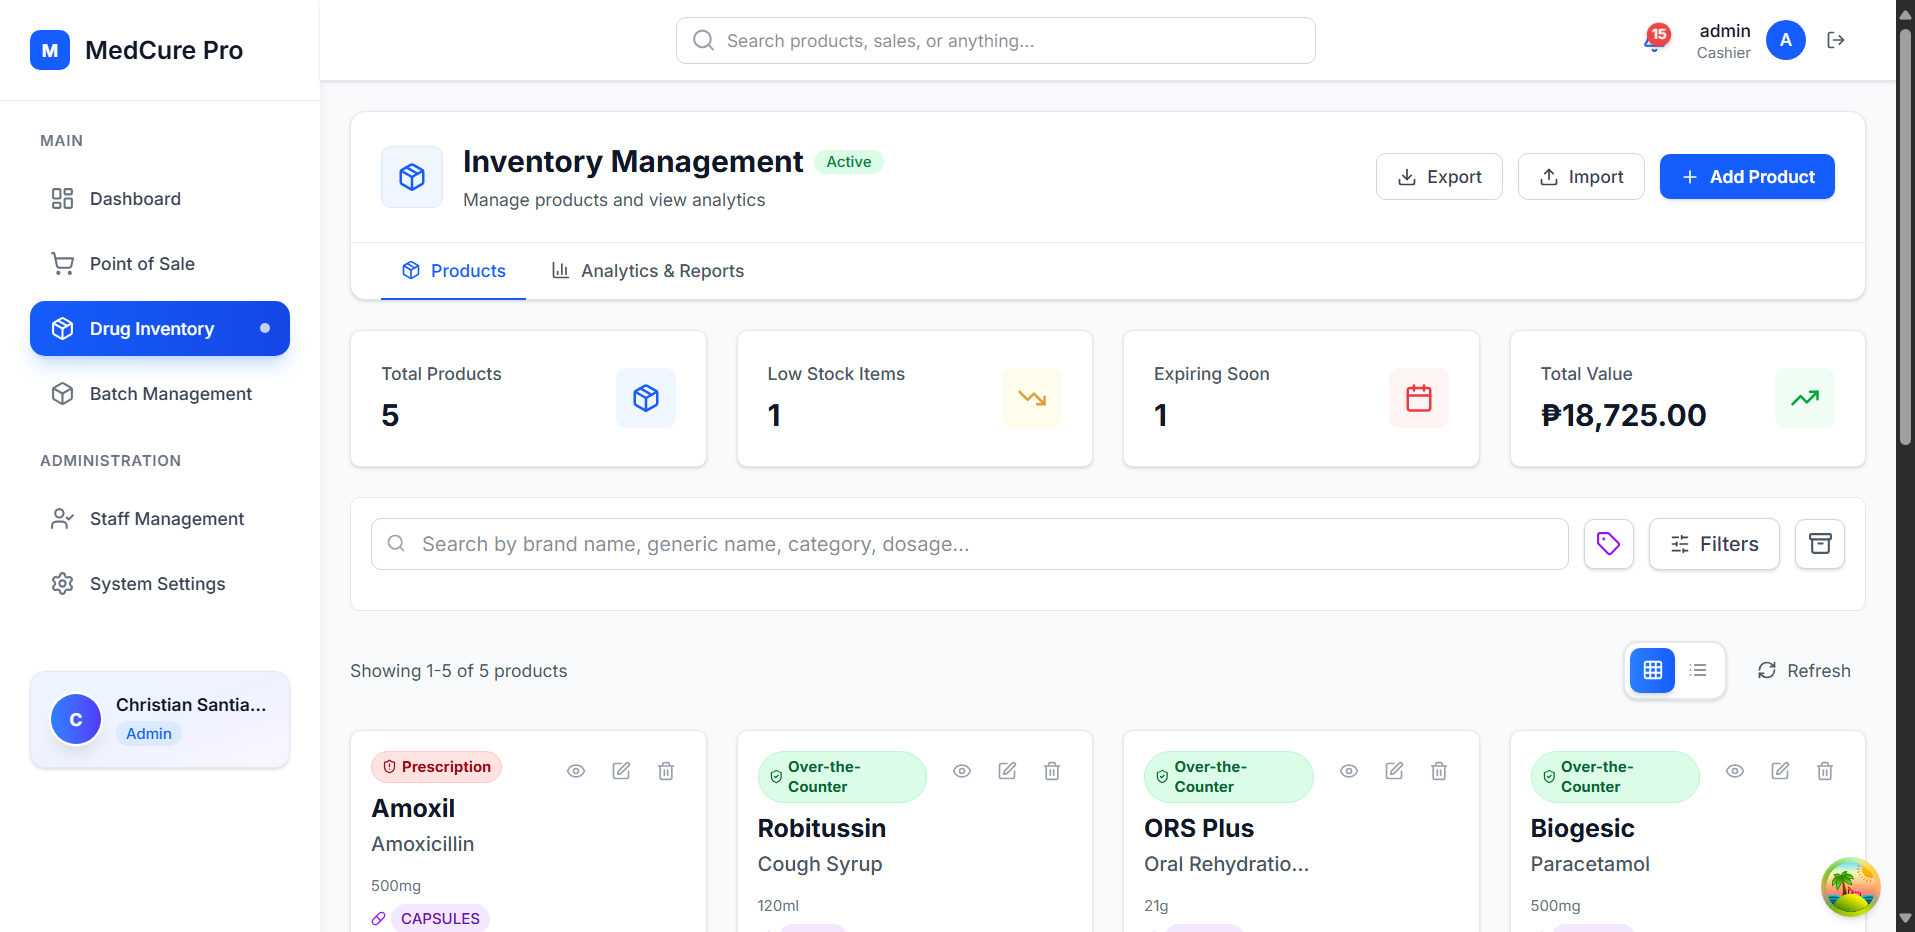 M MedCure Pro
Search products, sales, or anything...
15
admin
Cashier
A
MAIN
Dashboard
Point of Sale
Drug Inventory
Batch Management
ADMINISTRATION
Staff Management
System Settings
C
Christian Santia...
Admin
Inventory Management Active
Manage products and view analytics
Export Import Add Product
Products Analytics & Reports
Total Products
5
Low Stock Items
1
Expiring Soon
1
Total Value
₱18,725.00
Search by brand name, generic name, category, dosage...
Filters
Showing 1-5 of 5 products
Refresh
Prescription
Amoxil
Amoxicillin
500mg
CAPSULES
Over-the-
Counter
Robitussin
Cough Syrup
120ml
Over-the-
Counter
ORS Plus
Oral Rehydratio...
21g
Over-the-
Counter
Biogesic
Paracetamol
500mg